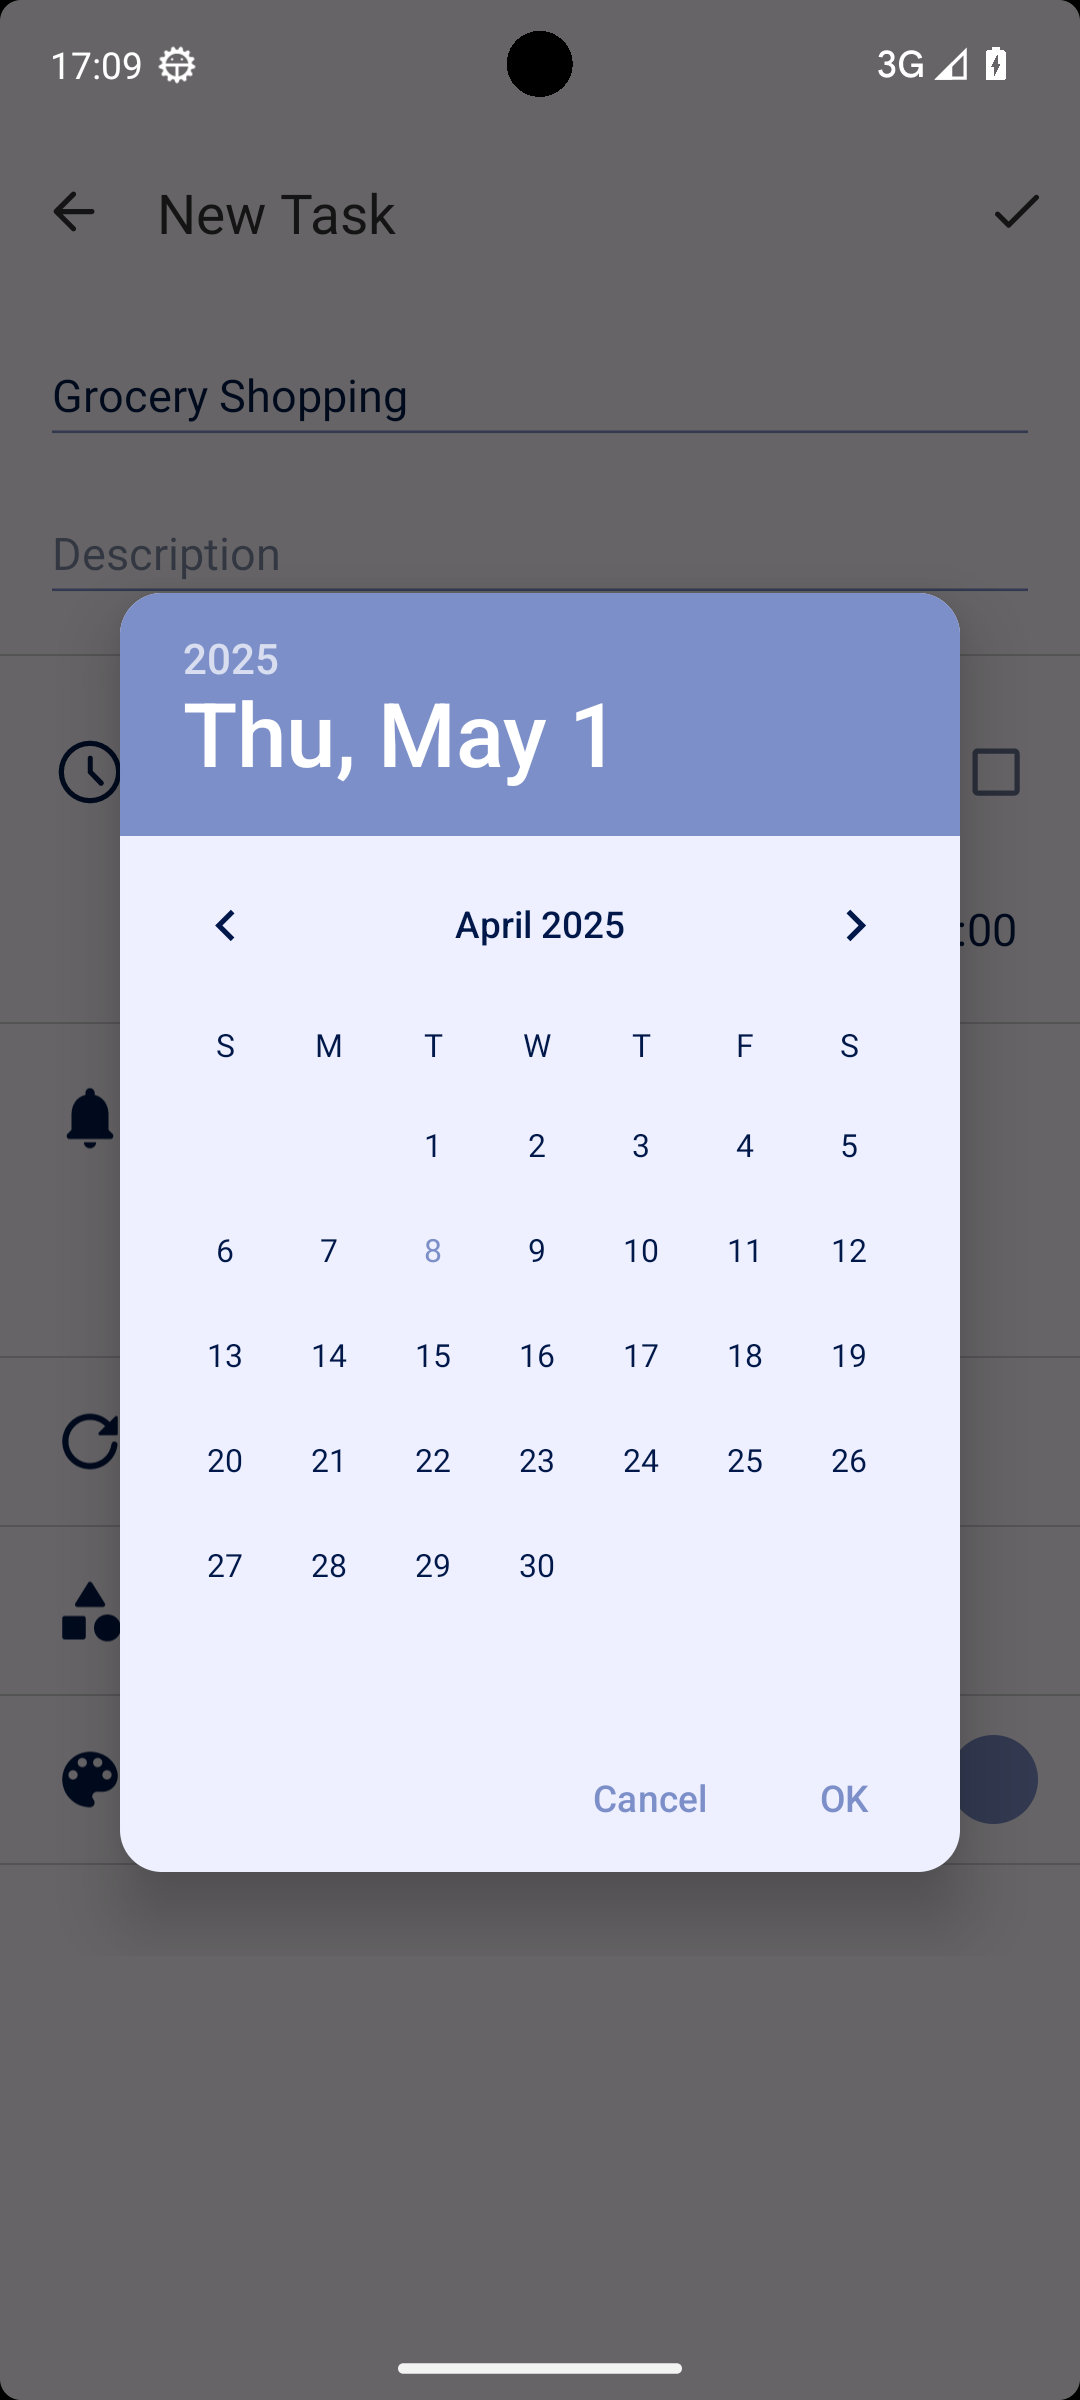 17:09
3G
New Task
Grocery Shopping
Description
2025
Thu, May 1
:00
April 2025
S M T W T F S
1 2 3 4 5
6 7 8 9 10 11 12
13 14 15 16 17 18 19
20 21 22 23 24 25 26
27 28 29 30
Cancel OK